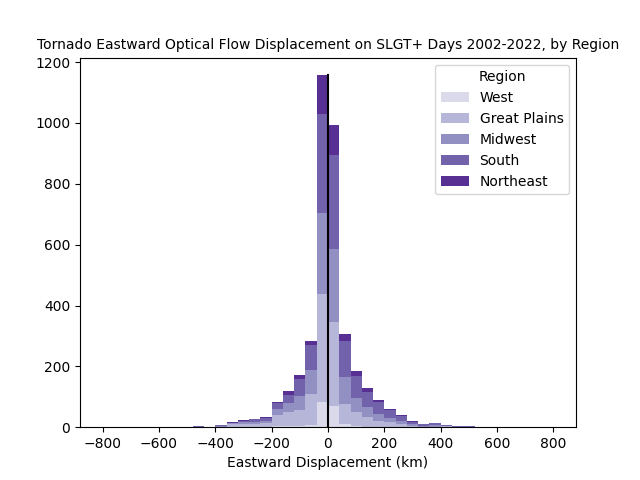 Tornado Eastward Optical Flow Displacement on SLGT+ Days 2002-2022, by Region
1200
1000
800
600
400
200
0
Region
West
Great Plains
Midwest
South
Northeast
−800 −600 −400 −200 0 200 400 600 800
Eastward Displacement (km)